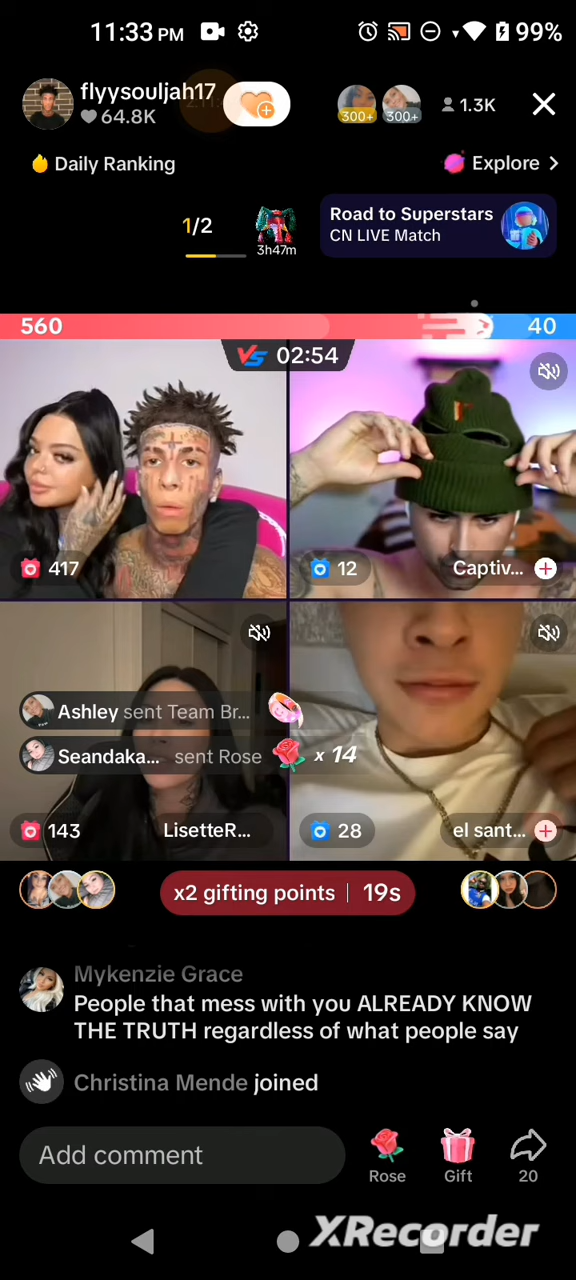 11:33 PM
99%
flyysouljah17
64.8K
300+
300+
1.3K
Daily Ranking
Explore >
1/2
3h47m
Road to Superstars
CN LIVE Match
560
40
VS 02:54
417
12
Captiv...
Ashley sent Team Br...
Seandaka... sent Rose x 14
143
LisetteR...
28
el sant...
x2 gifting points | 19s
Mykenzie Grace
People that mess with you ALREADY KNOW
THE TRUTH regardless of what people say
Christina Mende joined
Add comment
Rose
Gift
20
XRecorder